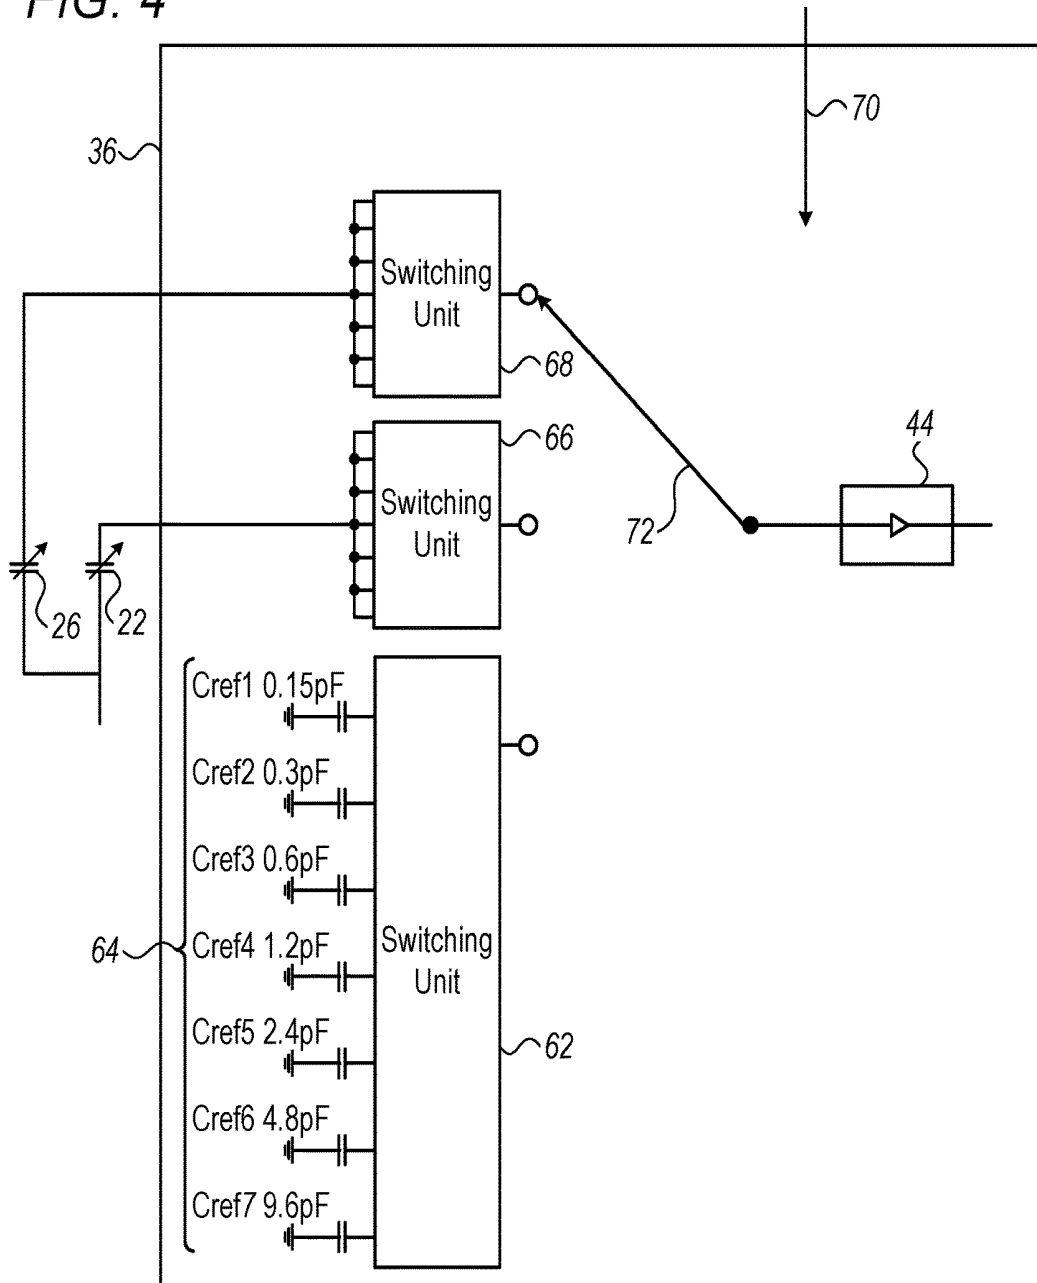 FIG. 4
70
36
Switching
Unit
68
66
44
Switching
Unit
72
26
22
Cref1 0.15pF
Cref2 0.3pF
Cref3 0.6pF
64
Cref4 1.2pF
Switching
Unit
Cref5 2.4pF
62
Cref6 4.8pF
Cref7 9.6pF